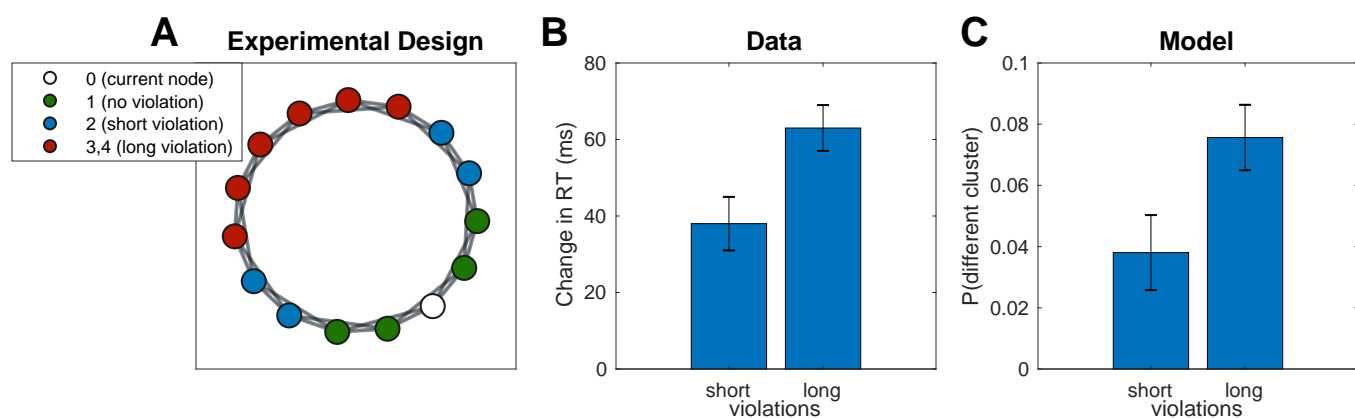 A
Experimental Design
0 (current node)
1 (no violation)
2 (short violation)
3,4 (long violation)
B
Data
Change in RT (ms)
80
60
40
20
0
short long
violations
C
Model
P(different cluster)
0.1
0.08
0.06
0.04
0.02
0
short long
violations